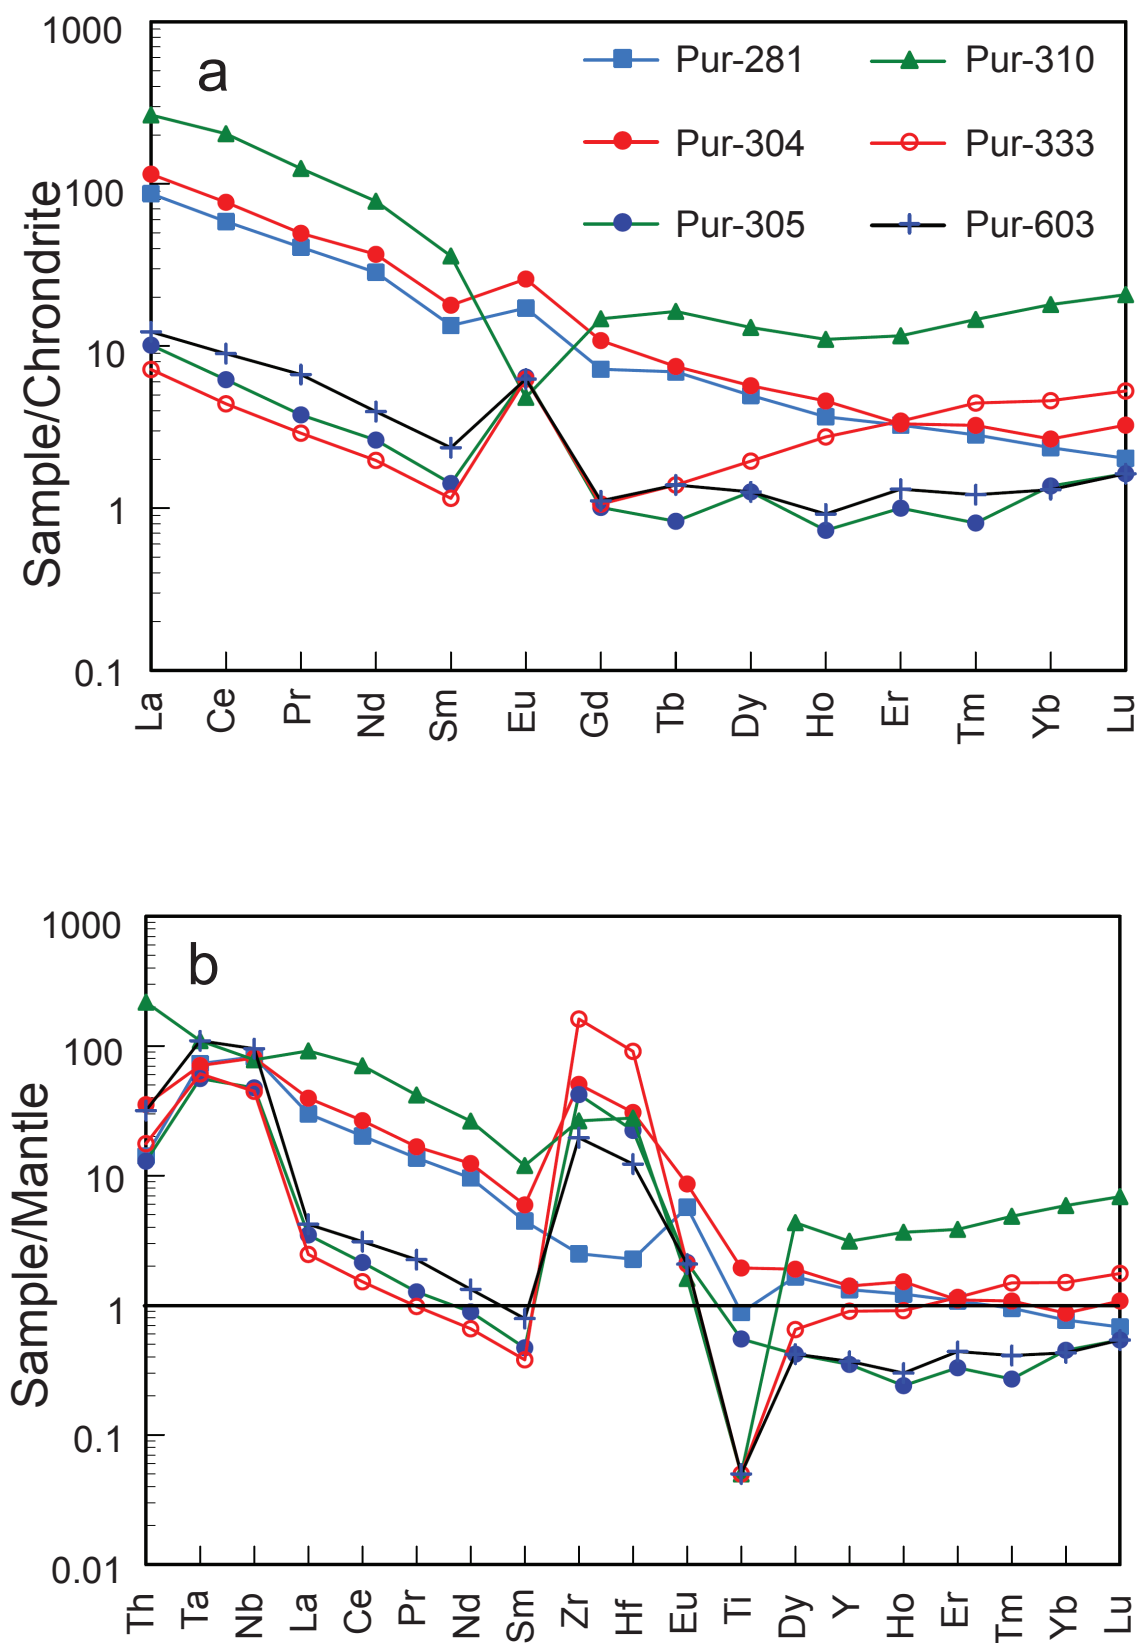 1000
a
Pur-281
Pur-310
Pur-304
Pur-333
Pur-305
Pur-603
100
10
1
0.1
Sample/Chrondrite
La Ce Pr Nd Sm Eu Gd Tb Dy Ho Er Tm Yb Lu
1000
b
100
10
1
0.1
0.01
Sample/Mantle
Th Ta Nb La Ce Pr Nd Sm Zr Hf Eu Ti Dy Y Ho Er Tm Yb Lu